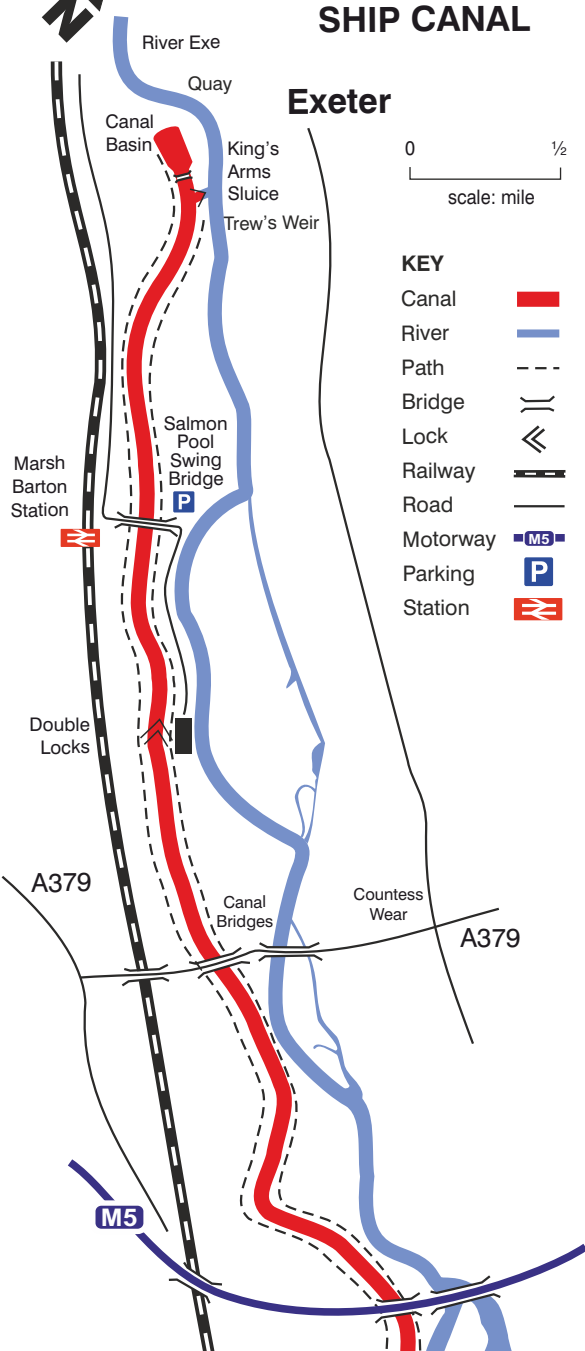 SHIP CANAL
River Exe
Quay
Exeter
Canal
Basin
King's
Arms
Sluice
Trew's Weir
0 ½
scale: mile
KEY
Canal
River
Path
Bridge
Lock
Railway
Road
Motorway M5
Parking P
Station
Salmon
Pool
Swing
Bridge
P
Marsh
Barton
Station
Double
Locks
A379
Canal
Bridges
Countess
Wear
A379
M5